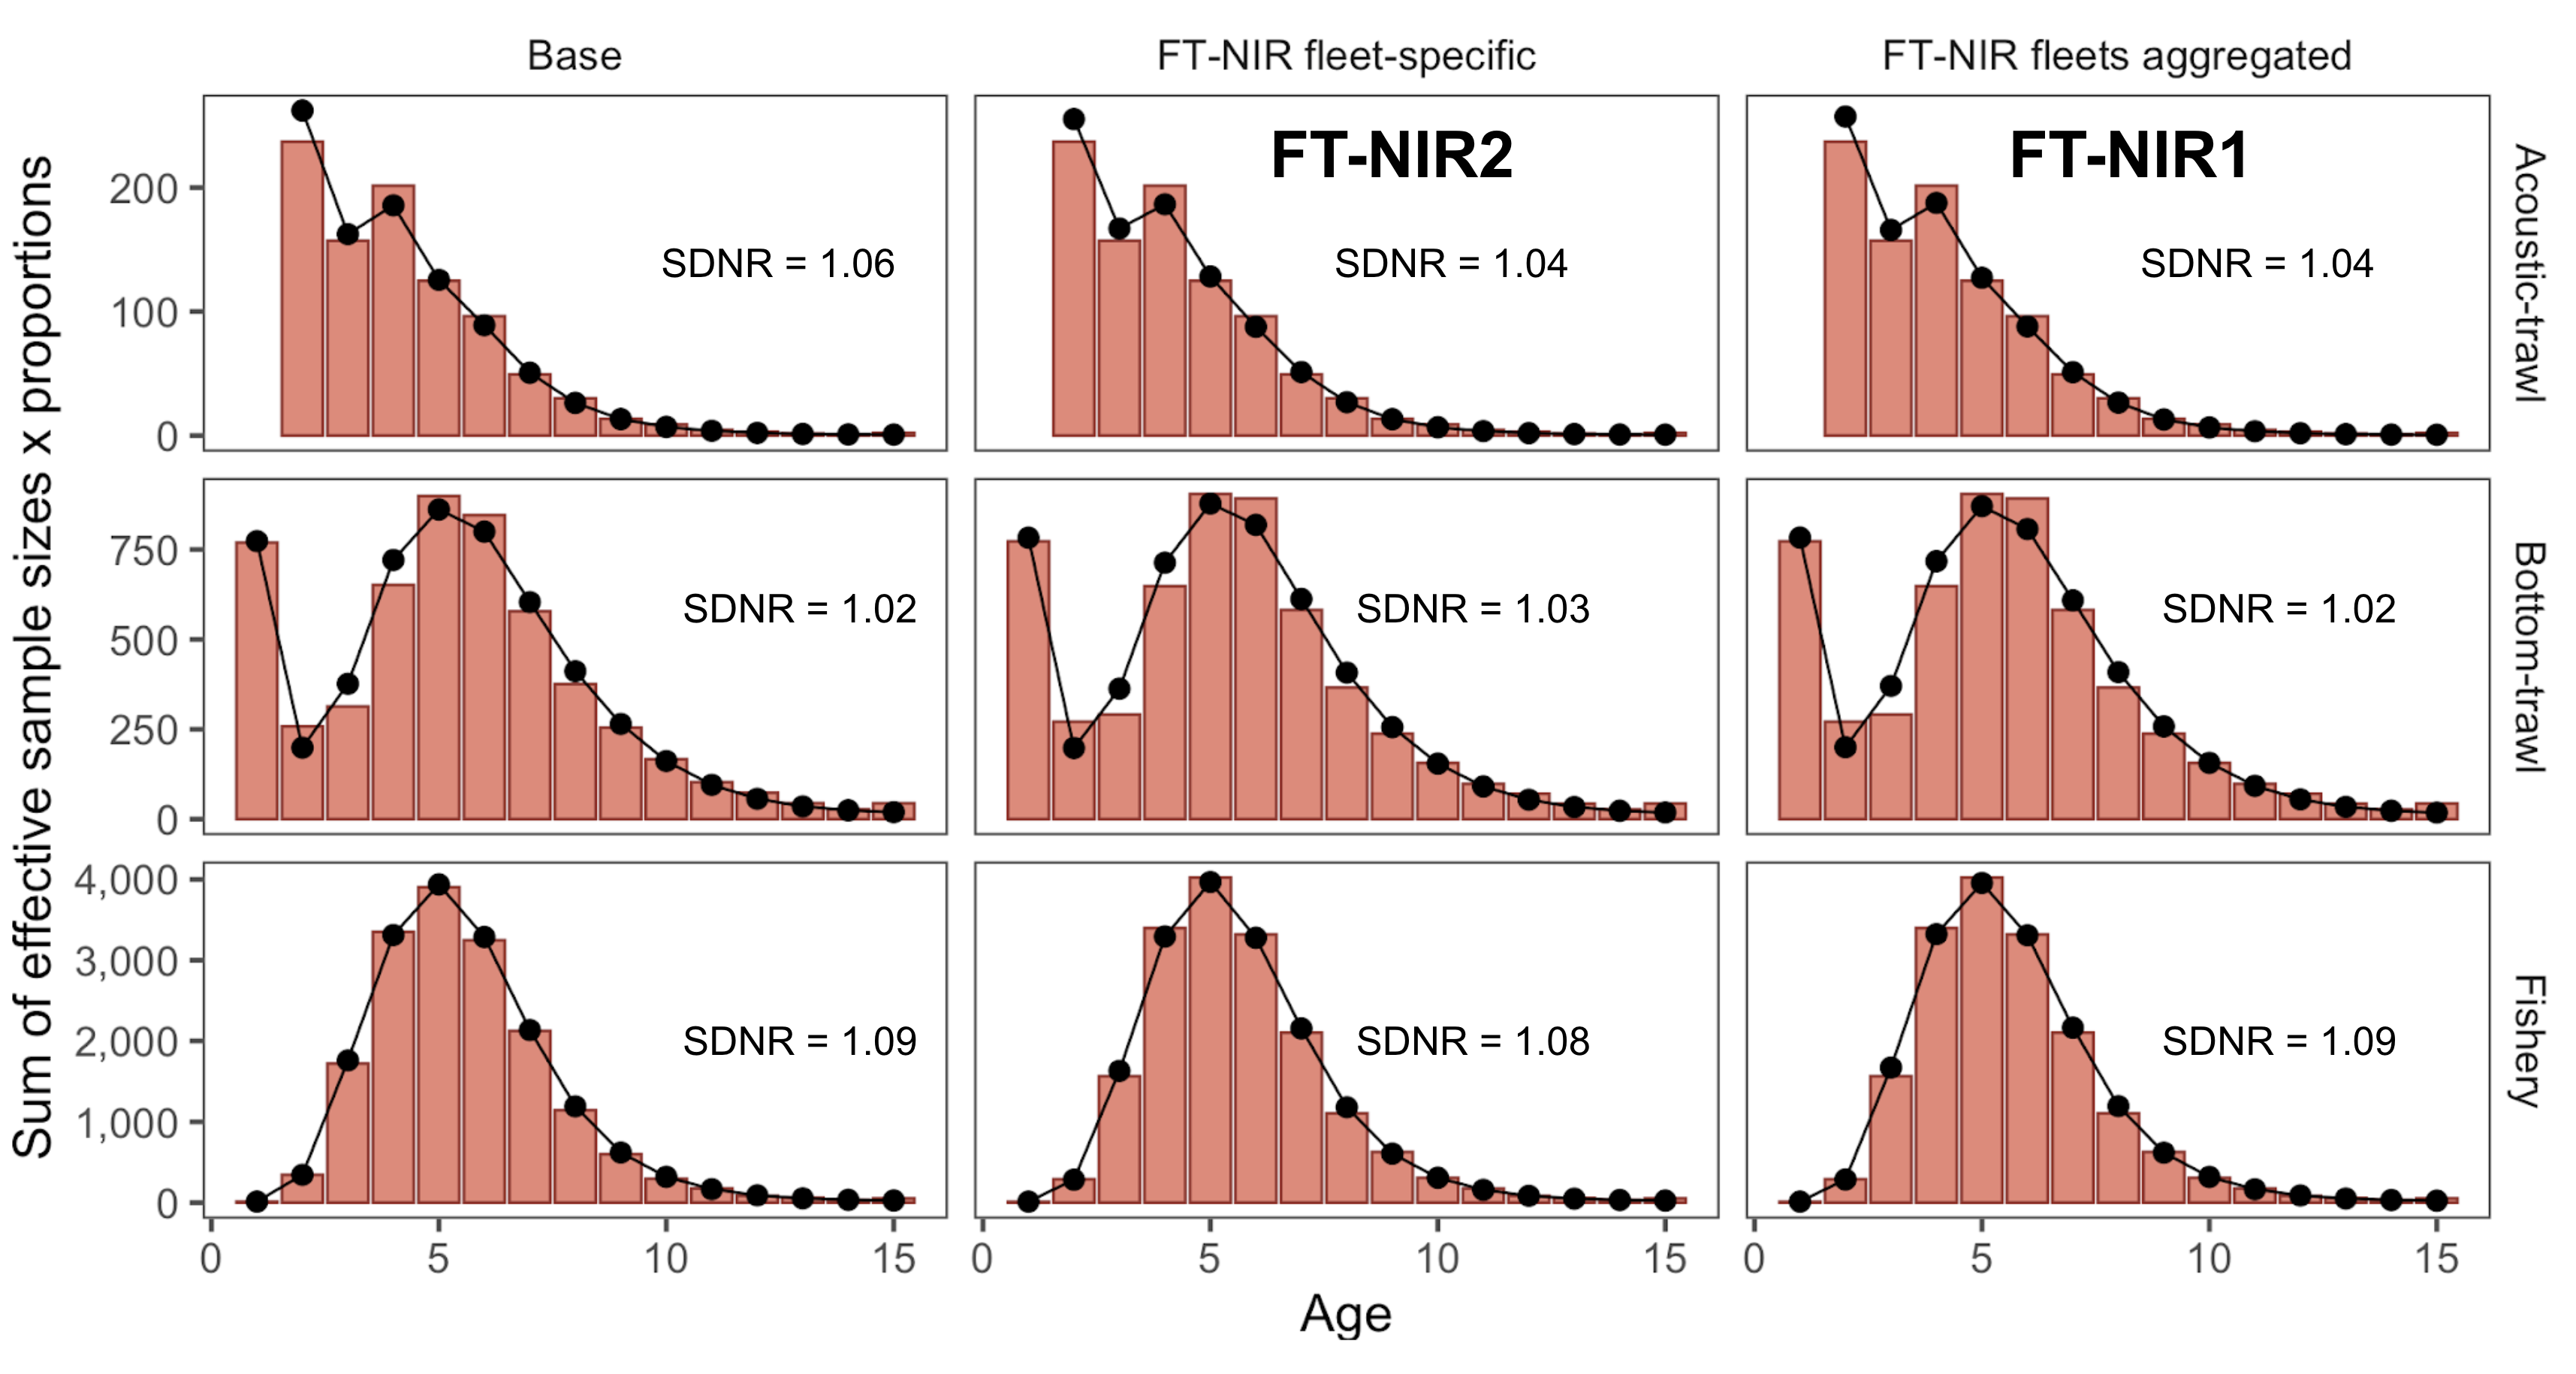 Base
FT-NIR fleet-specific
FT-NIR fleets aggregated
Sum of effective sample sizes x proportions
200
100
0
SDNR = 1.06
FT-NIR2
SDNR = 1.04
FT-NIR1
SDNR = 1.04
Acoustic-trawl
750
500
250
0
SDNR = 1.02
SDNR = 1.03
SDNR = 1.02
Bottom-trawl
4,000
3,000
2,000
1,000
0
SDNR = 1.09
SDNR = 1.08
SDNR = 1.09
Fishery
0 5 10 15
0 5 10 15
0 5 10 15
Age